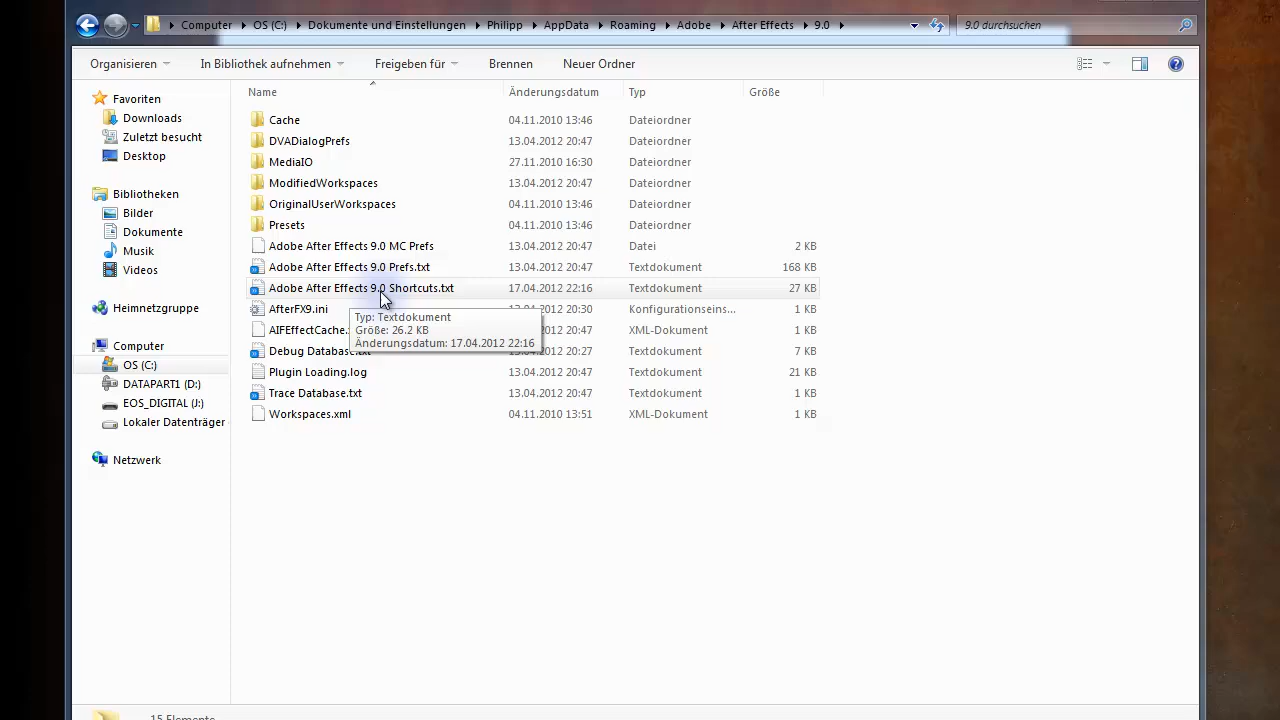 Computer OS (C:) Dokumente und Einstellungen Philipp AppData Roaming Adobe After Effects 9.0 9.0 durchsuchen
Organisieren In Bibliothek aufnehmen Freigeben für Brennen Neuer Ordner
Name Änderungsdatum Typ Größe
Favoriten
Downloads
Zuletzt besucht
Desktop
Bibliotheken
Bilder
Dokumente
Musik
Videos
Heimnetzgruppe
Computer
OS (C:)
DATAPART1 (D:)
EOS_DIGITAL (J:)
Lokaler Datenträger
Netzwerk
Cache 04.11.2010 13:46 Dateiordner
DVADialogPrefs 13.04.2012 20:47 Dateiordner
MediaIO 27.11.2010 16:30 Dateiordner
ModifiedWorkspaces 13.04.2012 20:47 Dateiordner
OriginalUserWorkspaces 04.11.2010 13:46 Dateiordner
Presets 04.11.2010 13:46 Dateiordner
Adobe After Effects 9.0 MC Prefs 13.04.2012 20:47 Datei 2 KB
Adobe After Effects 9.0 Prefs.txt 13.04.2012 20:47 Textdokument 168 KB
Adobe After Effects 9.0 Shortcuts.txt 17.04.2012 22:16 Textdokument 27 KB
AfterFX9.ini 20:30 Konfigurationseins... 1 KB
Typ: Textdokument
Größe: 26.2 KB
Änderungsdatum: 17.04.2012 22:16
20:47 XML-Dokument 1 KB
Debug 13.04.2012 20:27 Textdokument 7 KB
Plugin Loading.log 13.04.2012 20:47 Textdokument 21 KB
Trace Database.txt 13.04.2012 20:47 Textdokument 1 KB
Workspaces.xml 04.11.2010 13:51 XML-Dokument 1 KB
15 Elemente